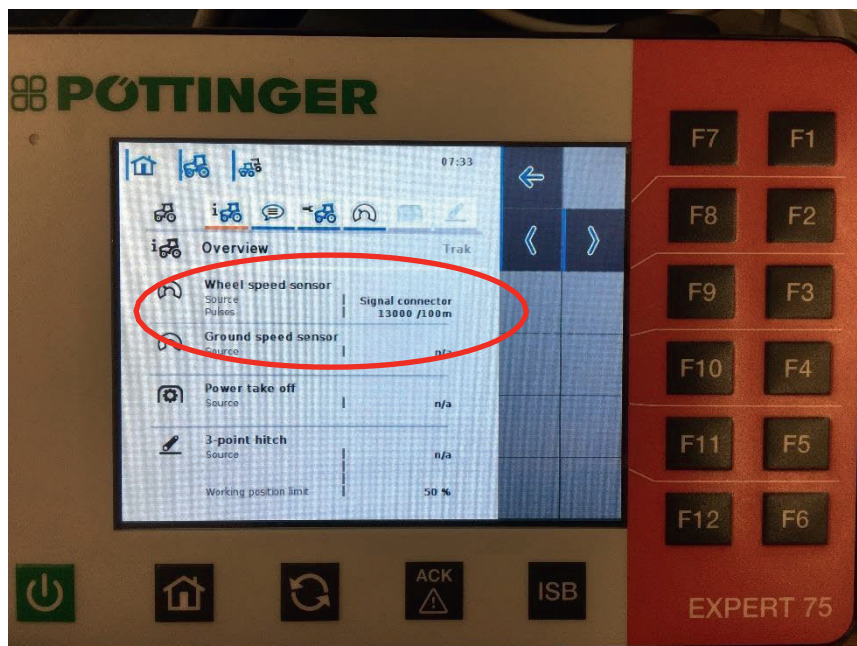 PÖTTINGER
07:33
i
i Overview Trak
Wheel speed sensor
Source Signal connector
Pulses 13000 /100m
Ground speed sensor
Source n/a
Power take off
Source n/a
3-point hitch
Source n/a
Working position limit 50 %
F7 F1
F8 F2
F9 F3
F10 F4
F11 F5
F12 F6
ACK
ISB
EXPERT 75